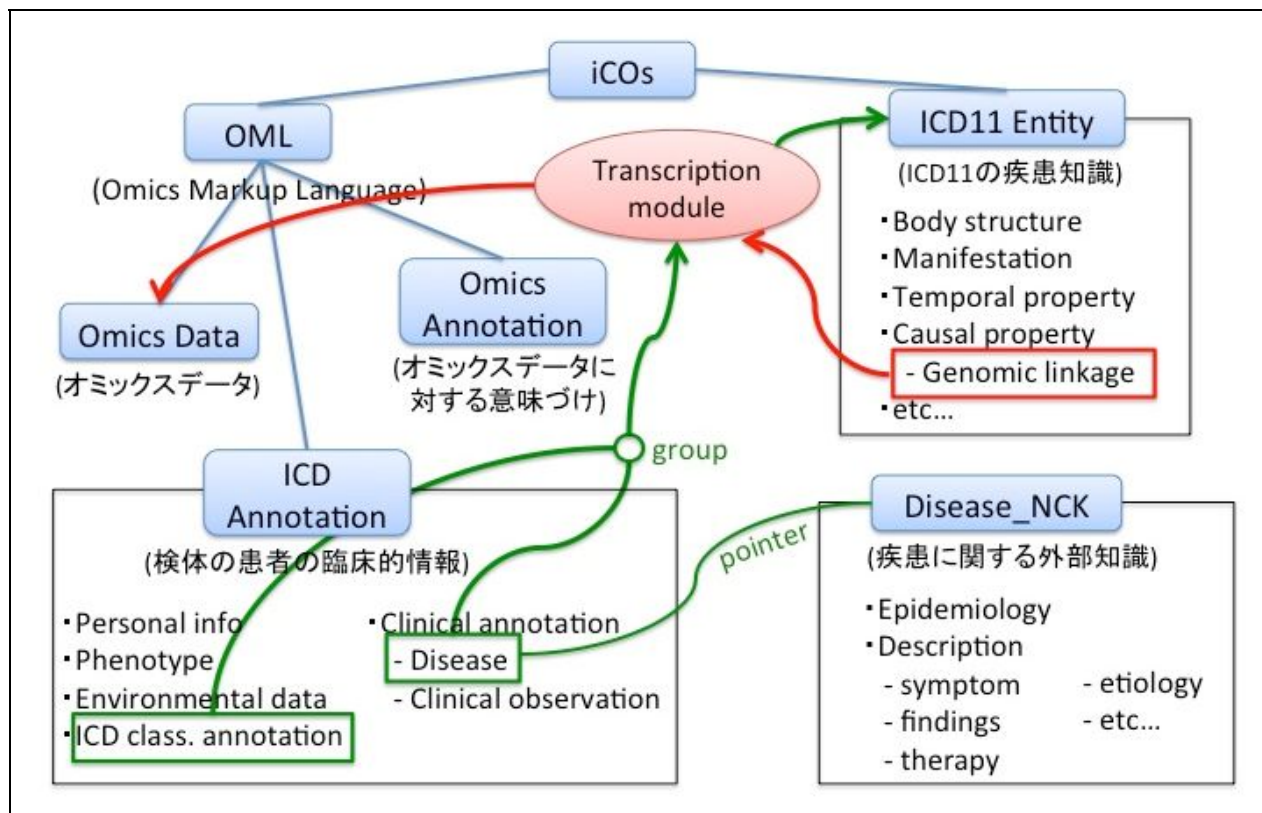 iCOs
OML
(Omics Markup Language)
Transcription
module
ICD11 Entity
(ICD11の疾患知識)
・Body structure
・Manifestation
・Temporal property
・Causal property
- Genomic linkage
・etc...
Omics Data
(オミックスデータ)
Omics
Annotation
(オミックスデータに
対する意味づけ)
group
ICD
Annotation
(検体の患者の臨床的情報)
・Personal info
・Phenotype
・Environmental data
・ICD class. annotation
・Clinical annotation
- Disease
- Clinical observation
pointer
Disease_NCK
(疾患に関する外部知識)
・Epidemiology
・Description
- symptom
- findings
- therapy
- etiology
- etc...